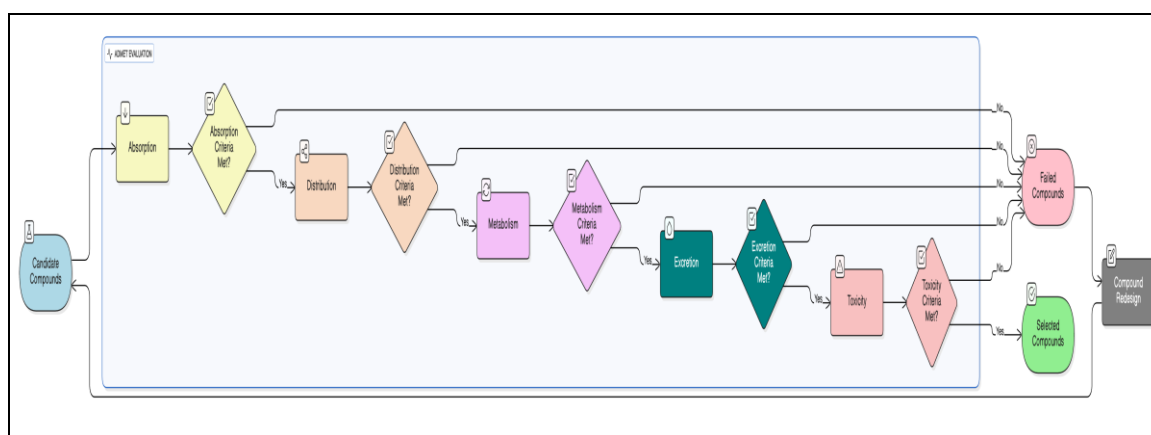 ADMET EVALUATION
Absorption
Absorption
Criteria
Met?
No
Yes
Distribution
Distribution
Criteria
Met?
No
Yes
Metabolism
Metabolism
Criteria
Met?
No
Yes
Excretion
Excretion
Criteria
Met?
No
Yes
Toxicity
Toxicity
Criteria
Met?
No
Yes
Candidate
Compounds
Failed
Compounds
Selected
Compounds
Compound
Redesign